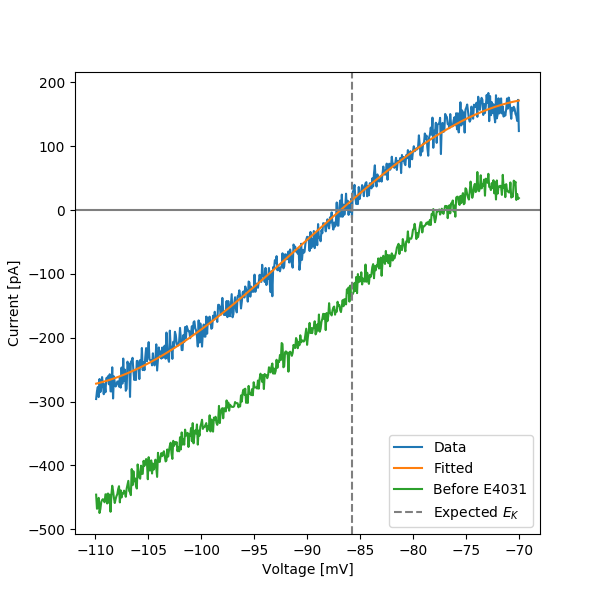 200
100
0
−100
−200
−300
−400
−500
Current [pA]
Data
Fitted
Before E4031
Expected E_K
−110 −105 −100 −95 −90 −85 −80 −75 −70
Voltage [mV]